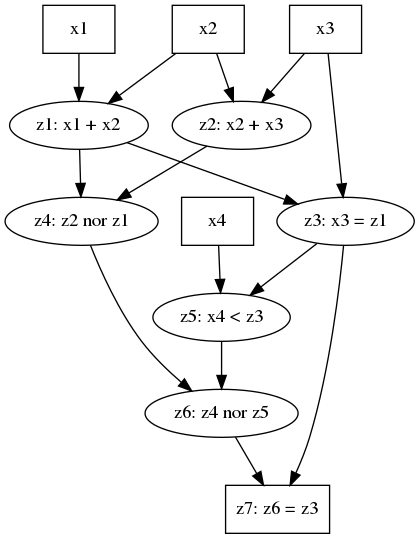 x1
x2
x3
z1: x1 + x2
z2: x2 + x3
z4: z2 nor z1
x4
z3: x3 = z1
z5: x4 < z3
z6: z4 nor z5
z7: z6 = z3